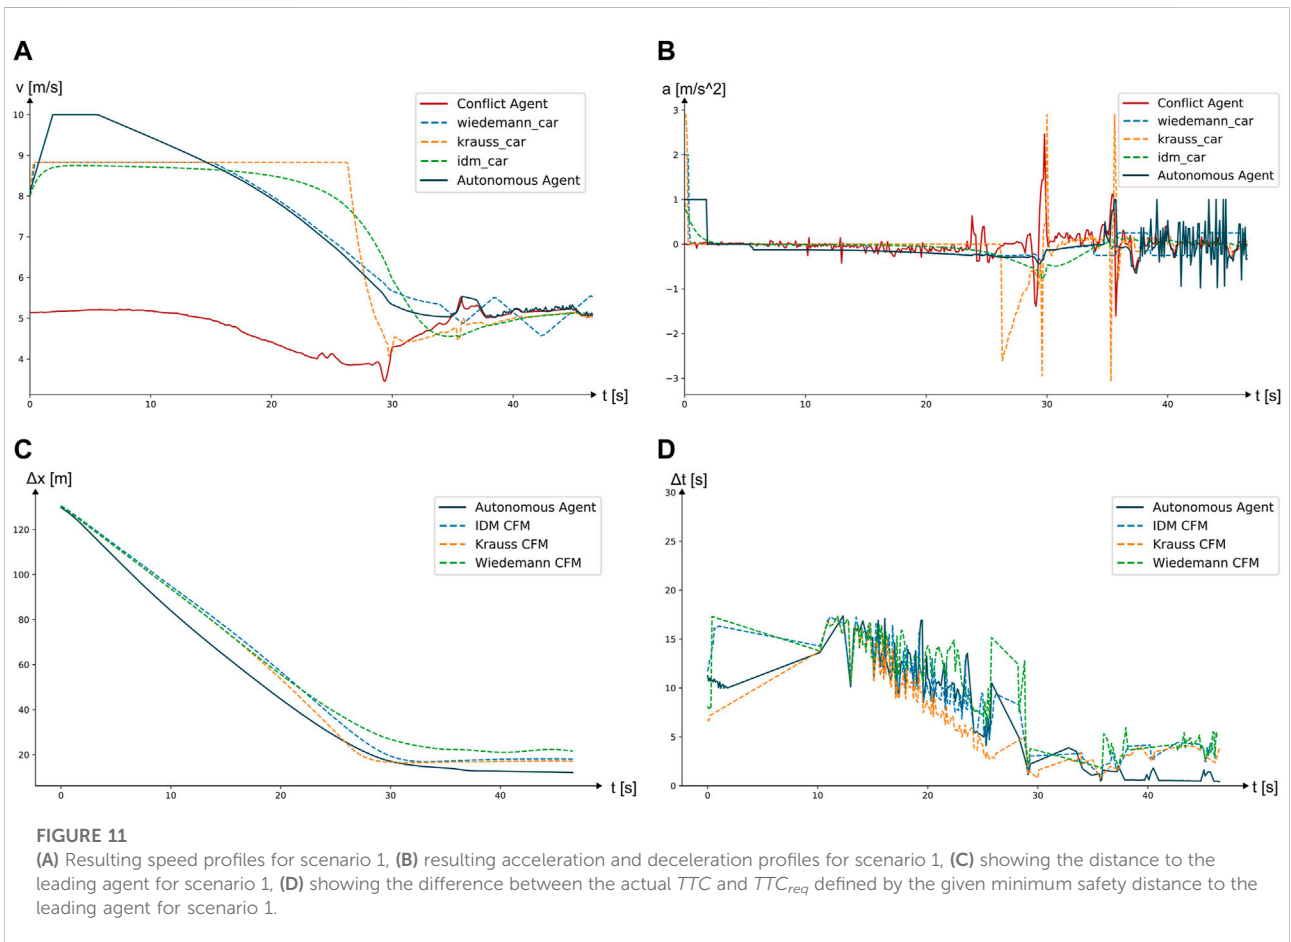 A
v [m/s]
10
9
8
7
6
5
4
0
10
20
30
40
t [s]
Conflict Agent
wiedemann_car
krauss_car
idm_car
Autonomous Agent
B
a [m/s^2]
3
2
1
0
−1
−2
−3
0
10
20
30
40
t [s]
Conflict Agent
wiedemann_car
krauss_car
idm_car
Autonomous Agent
C
Δx [m]
120
100
80
60
40
20
0
10
20
30
40
t [s]
Autonomous Agent
IDM CFM
Krauss CFM
Wiedemann CFM
D
Δt [s]
30
25
20
15
10
5
0
0
10
20
30
40
t [s]
Autonomous Agent
IDM CFM
Krauss CFM
Wiedemann CFM
FIGURE 11
(A) Resulting speed profiles for scenario 1, (B) resulting acceleration and deceleration profiles for scenario 1, (C) showing the distance to the
leading agent for scenario 1, (D) showing the difference between the actual TTC and TTCreq defined by the given minimum safety distance to the
leading agent for scenario 1.